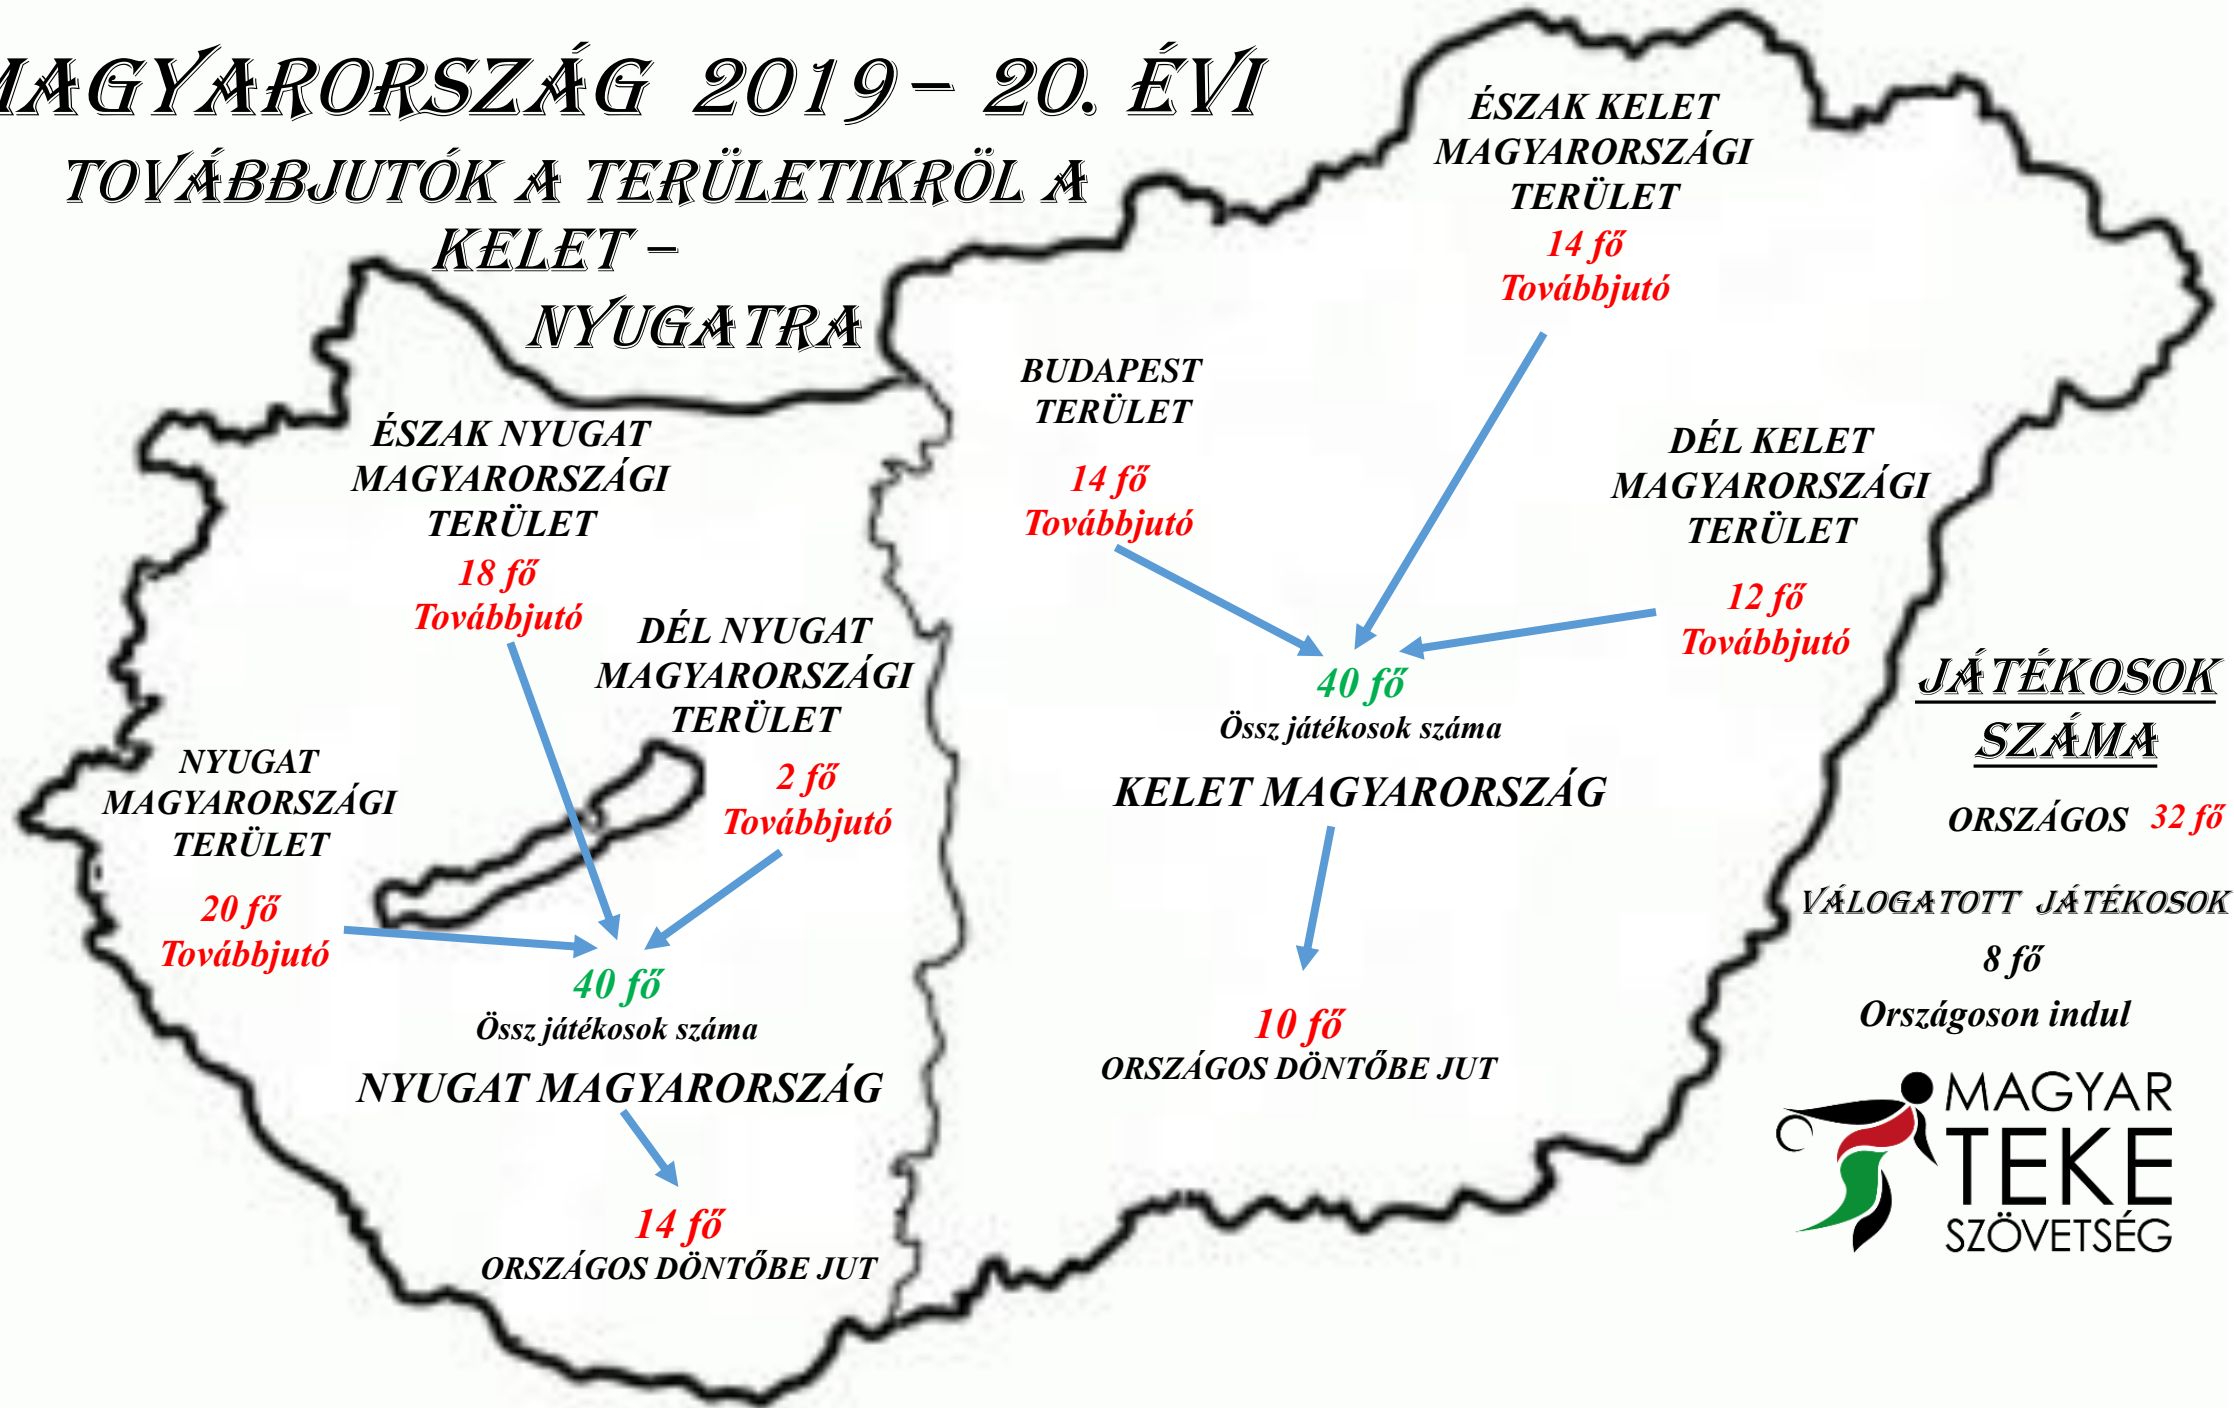 MAGYARORSZÁG 2019 – 20. ÉVI
TOVÁBBJUTÓK A TERÜLETIKRÖL A
KELET –
NYUGATRA
ÉSZAK KELET
MAGYARORSZÁGI
TERÜLET
14 fő
Továbbjutó
BUDAPEST
TERÜLET
14 fő
Továbbjutó
DÉL KELET
MAGYARORSZÁGI
TERÜLET
12 fő
Továbbjutó
40 fő
Össz játékosok száma
KELET MAGYARORSZÁG
10 fő
ORSZÁGOS DÖNTŐBE JUT
ÉSZAK NYUGAT
MAGYARORSZÁGI
TERÜLET
18 fő
Továbbjutó
DÉL NYUGAT
MAGYARORSZÁGI
TERÜLET
2 fő
Továbbjutó
NYUGAT
MAGYARORSZÁGI
TERÜLET
20 fő
Továbbjutó
40 fő
Össz játékosok száma
NYUGAT MAGYARORSZÁG
14 fő
ORSZÁGOS DÖNTŐBE JUT
JÁTÉKOSOK
SZÁMA
ORSZÁGOS 32 fő
VÁLOGATOTT JÁTÉKOSOK
8 fő
Országoson indul
MAGYAR
TEKE
SZÖVETSÉG